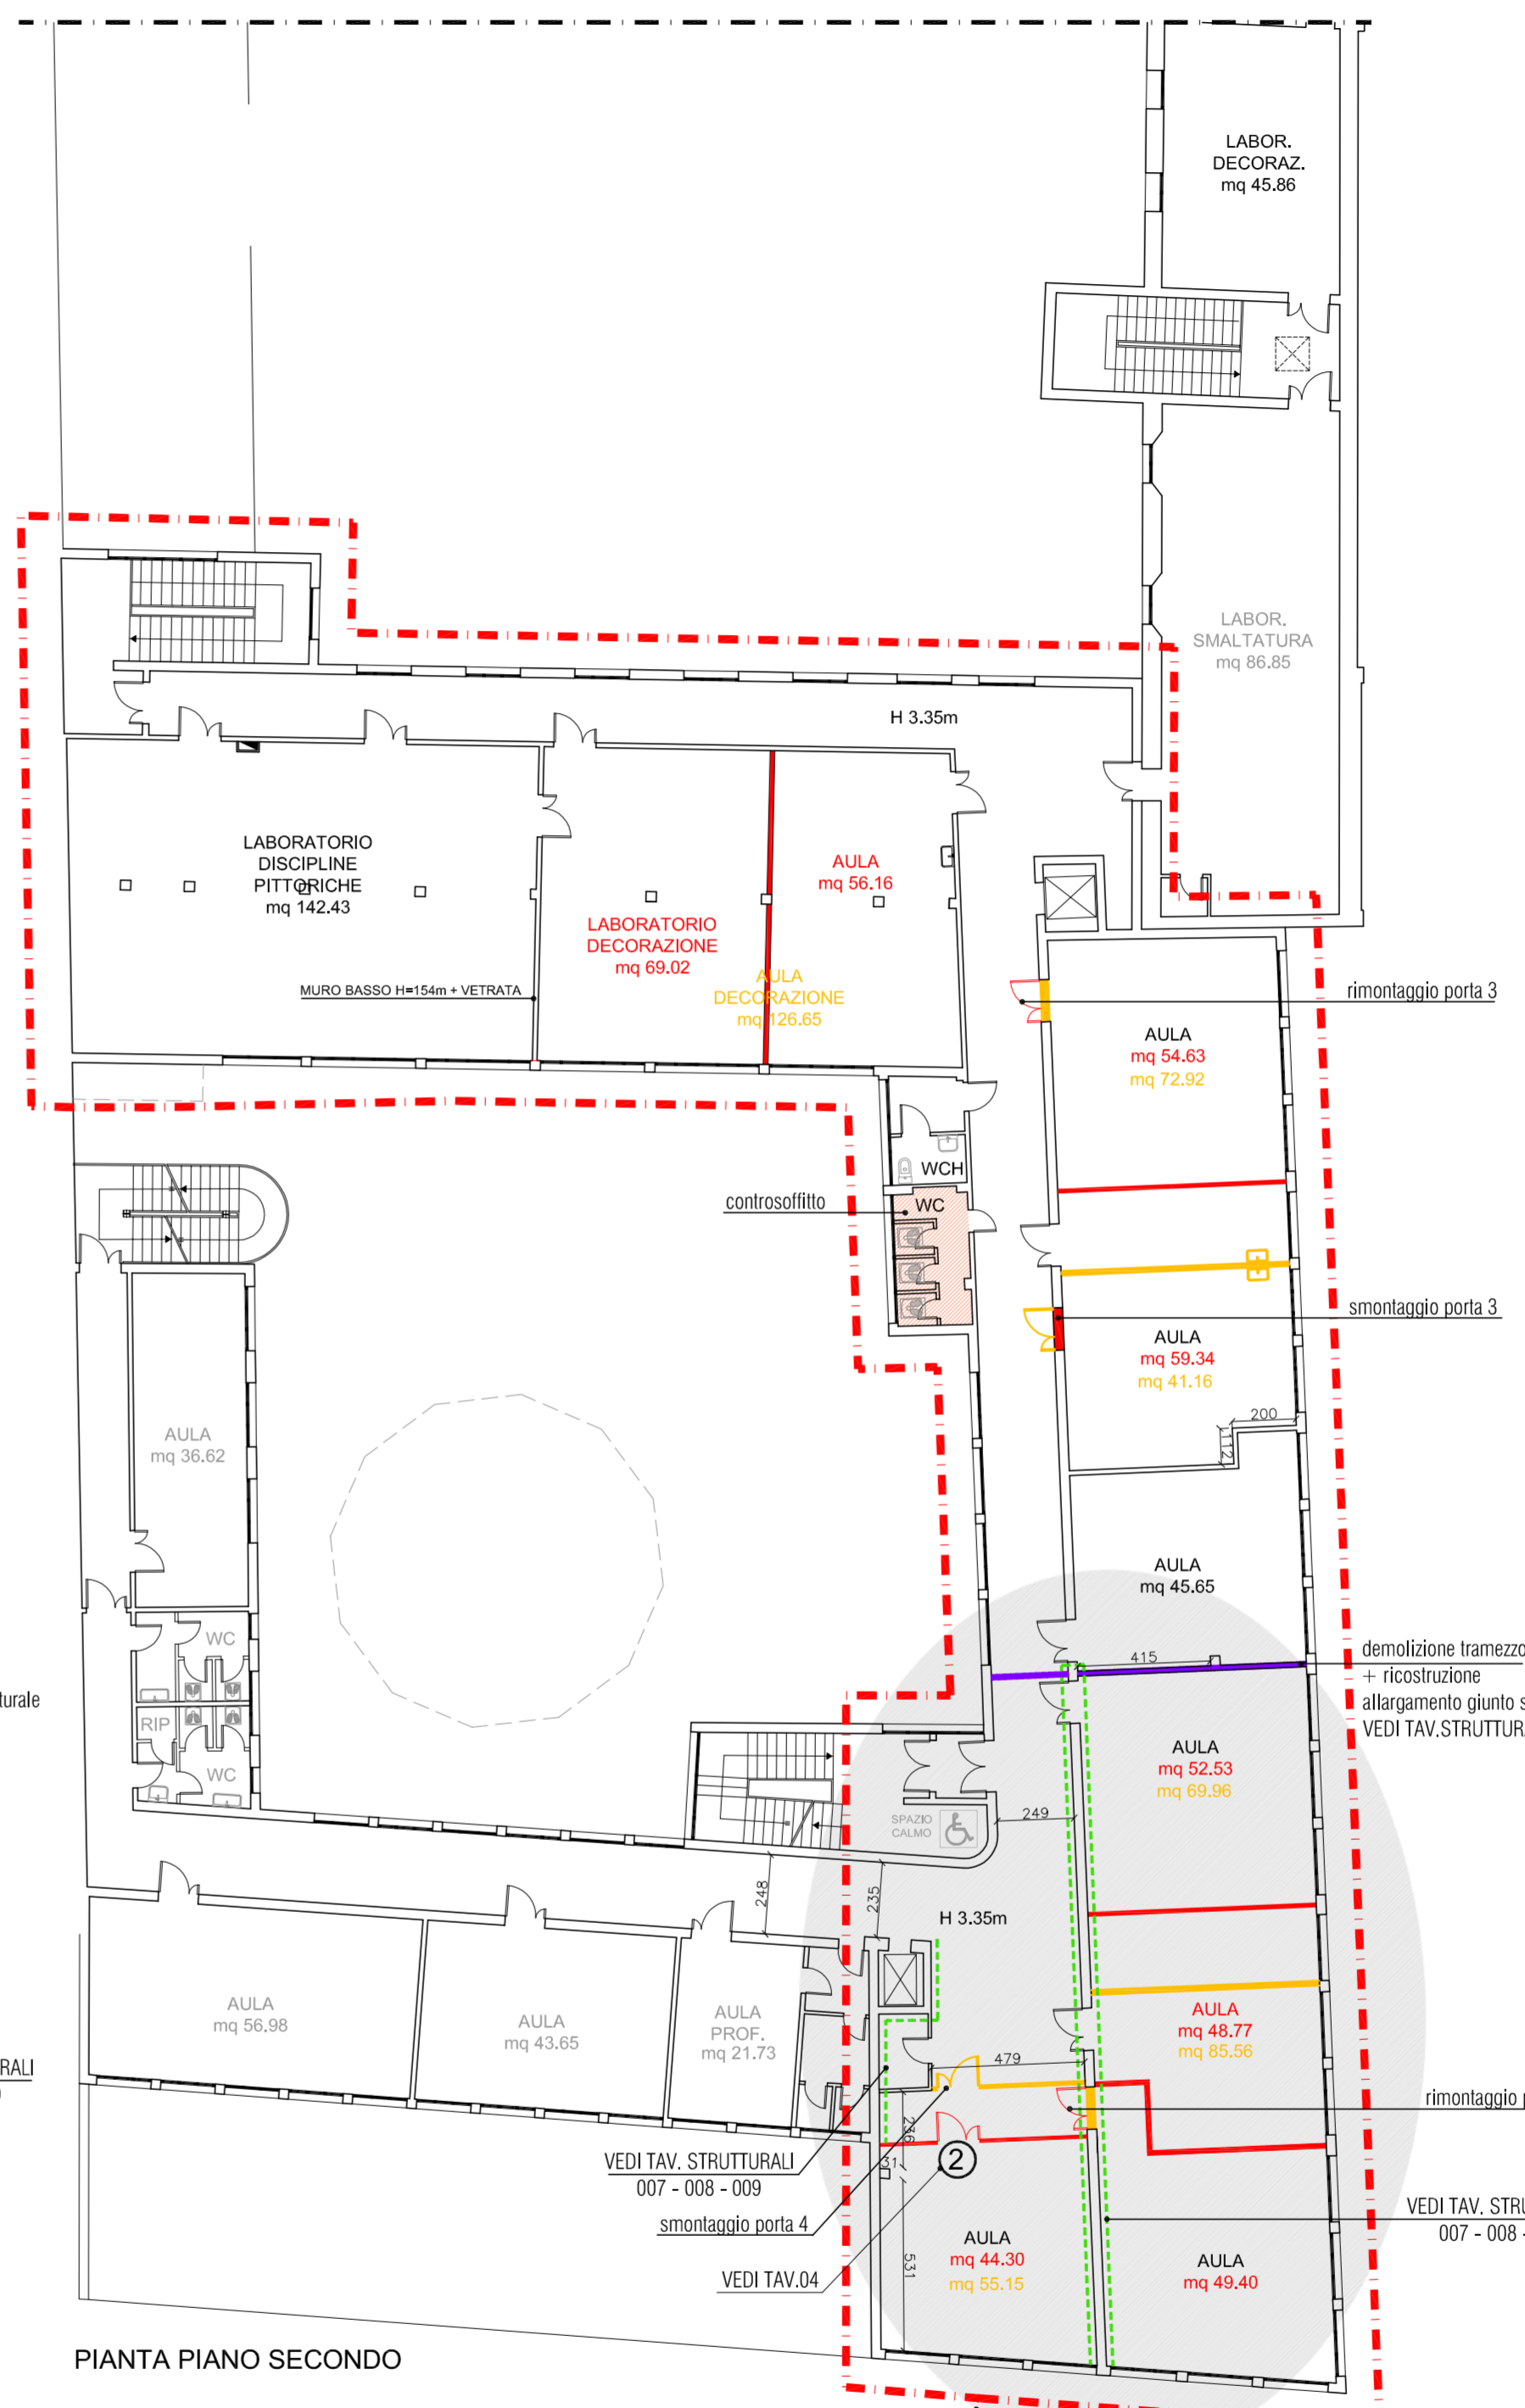 LABOR.
DECORAZ.
mq 45.86
LABOR.
SMALTATURA
mq 86.85
H 3.35m
LABORATORIO
DISCIPLINE
PITTORICHE
mq 142.43
AULA
mq 56.16
LABORATORIO
DECORAZIONE
mq 69.02
AULA
DECORAZIONE
mq 126.65
MURO BASSO H=154m + VETRATA
rimontaggio porta 3
AULA
mq 54.63
mq 72.92
WCH
controsoffitto
WC
smontaggio porta 3
AULA
mq 59.34
mq 41.16
200
112
AULA
mq 36.62
AULA
mq 45.65
415
demolizione tramezzo
+ ricostruzione
allargamento giunto s
VEDI TAV.STRUTTUR
WC
turale
RIP
WC
AULA
mq 52.53
mq 69.96
SPAZIO
CALMO
249
248
235
H 3.35m
AULA
mq 56.98
AULA
mq 43.65
AULA
PROF.
mq 21.73
AULA
mq 48.77
mq 85.56
RALI
479
rimontaggio p
236
31
2
VEDI TAV. STRUTTURALI
007 - 008 - 009
smontaggio porta 4
VEDI TAV.04
531
AULA
mq 44.30
mq 55.15
AULA
mq 49.40
VEDI TAV. STRU
007 - 008 -
PIANTA PIANO SECONDO